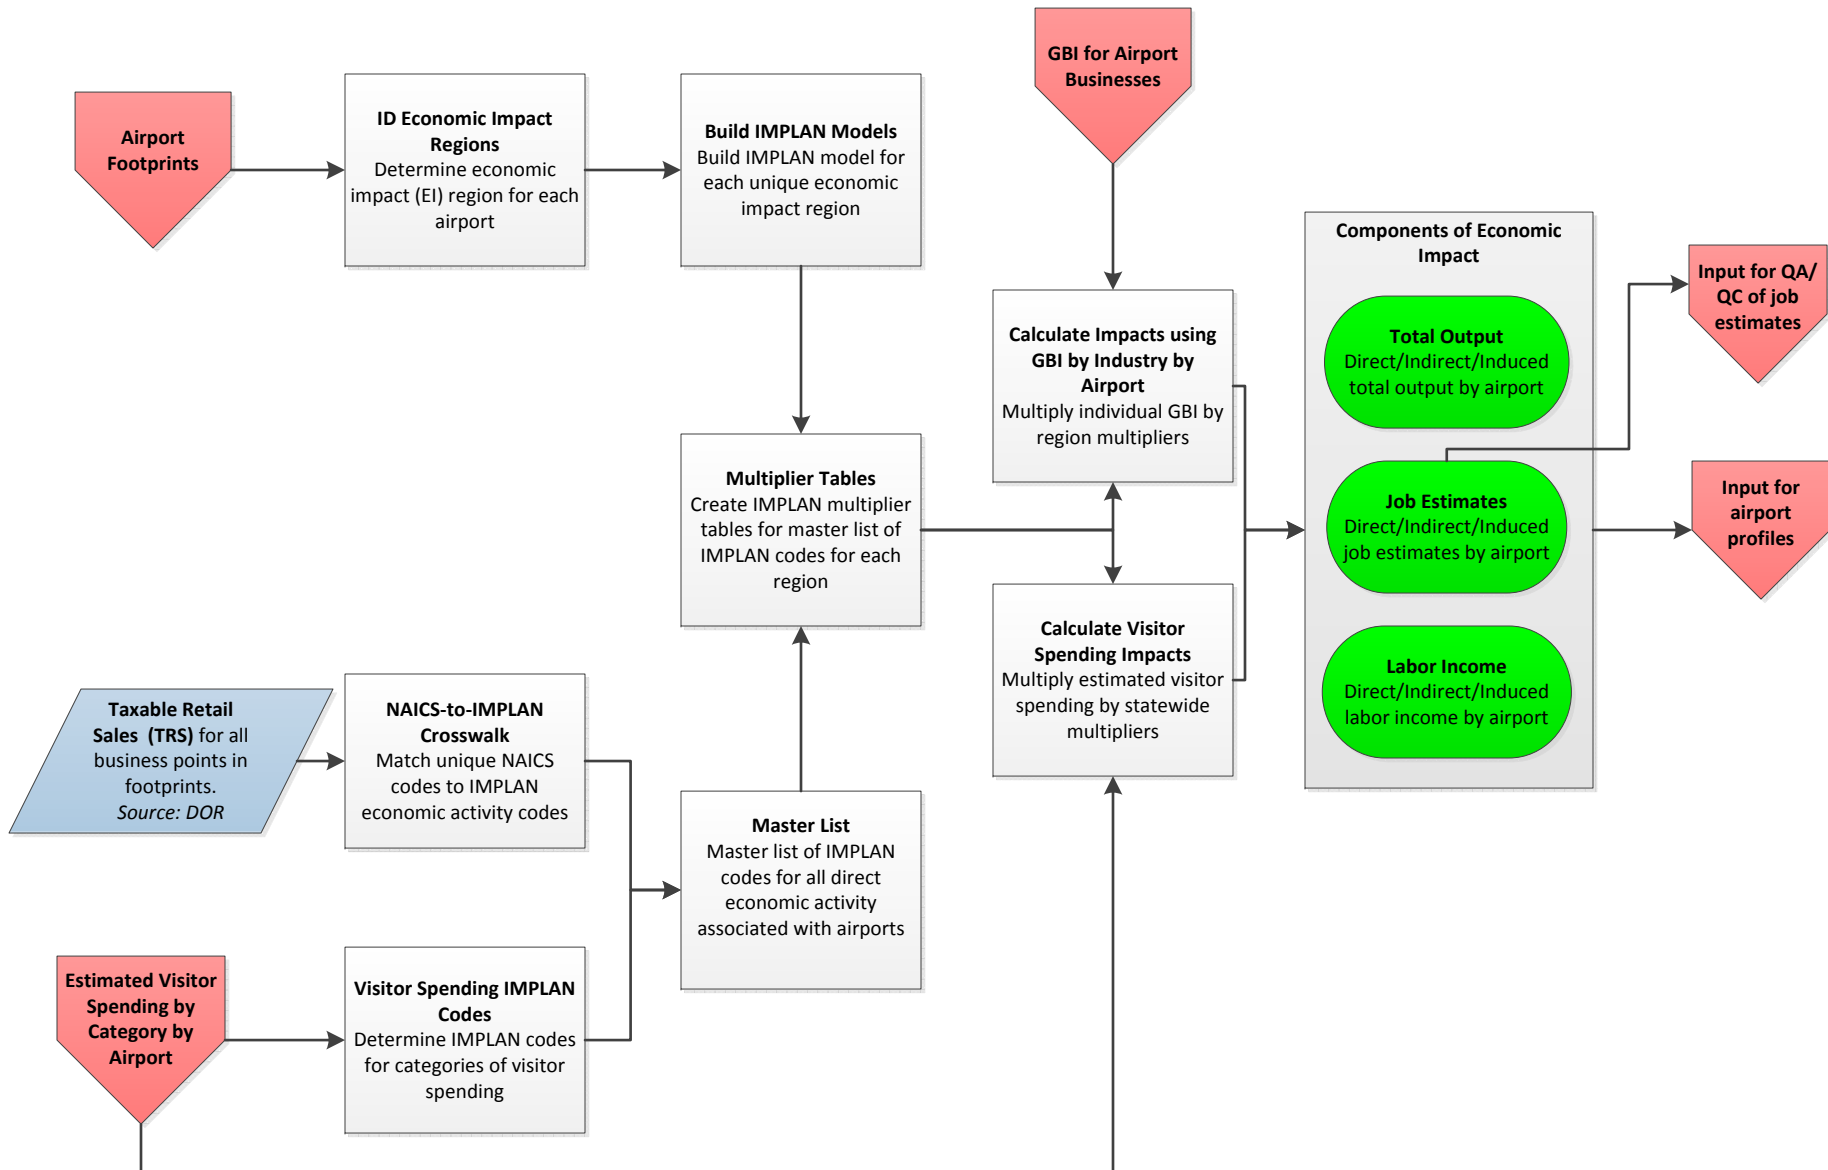 GBI for Airport
Businesses
Airport
Footprints
ID Economic Impact
Regions
Determine economic
impact (EI) region for each
airport
Build IMPLAN Models
Build IMPLAN model for
each unique economic
impact region
Components of Economic
Impact
Total Output
Direct/Indirect/Induced
total output by airport
Job Estimates
Direct/Indirect/Induced
job estimates by airport
Labor Income
Direct/Indirect/Induced
labor income by airport
Input for QA/
QC of job
estimates
Input for
airport
profiles
Calculate Impacts using
GBI by Industry by
Airport
Multiply individual GBI by
region multipliers
Multiplier Tables
Create IMPLAN multiplier
tables for master list of
IMPLAN codes for each
region
Calculate Visitor
Spending Impacts
Multiply estimated visitor
spending by statewide
multipliers
Taxable Retail
Sales (TRS) for all
business points in
footprints.
Source: DOR
NAICS-to-IMPLAN
Crosswalk
Match unique NAICS
codes to IMPLAN
economic activity codes
Master List
Master list of IMPLAN
codes for all direct
economic activity
associated with airports
Estimated Visitor
Spending by
Category by
Airport
Visitor Spending IMPLAN
Codes
Determine IMPLAN codes
for categories of visitor
spending